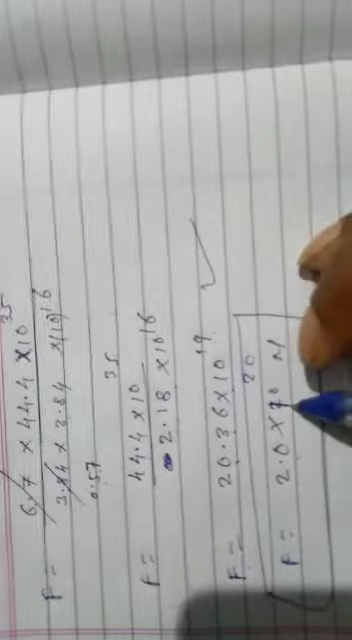 F = 6.7 × 44.4 × 10^35
3.84 × 3.84 × (10)^16
0.57
F = 44.4 × 10^35
2.18 × 10^16
F = 20.36 × 10^19
F = 2.0 × 10^20 N